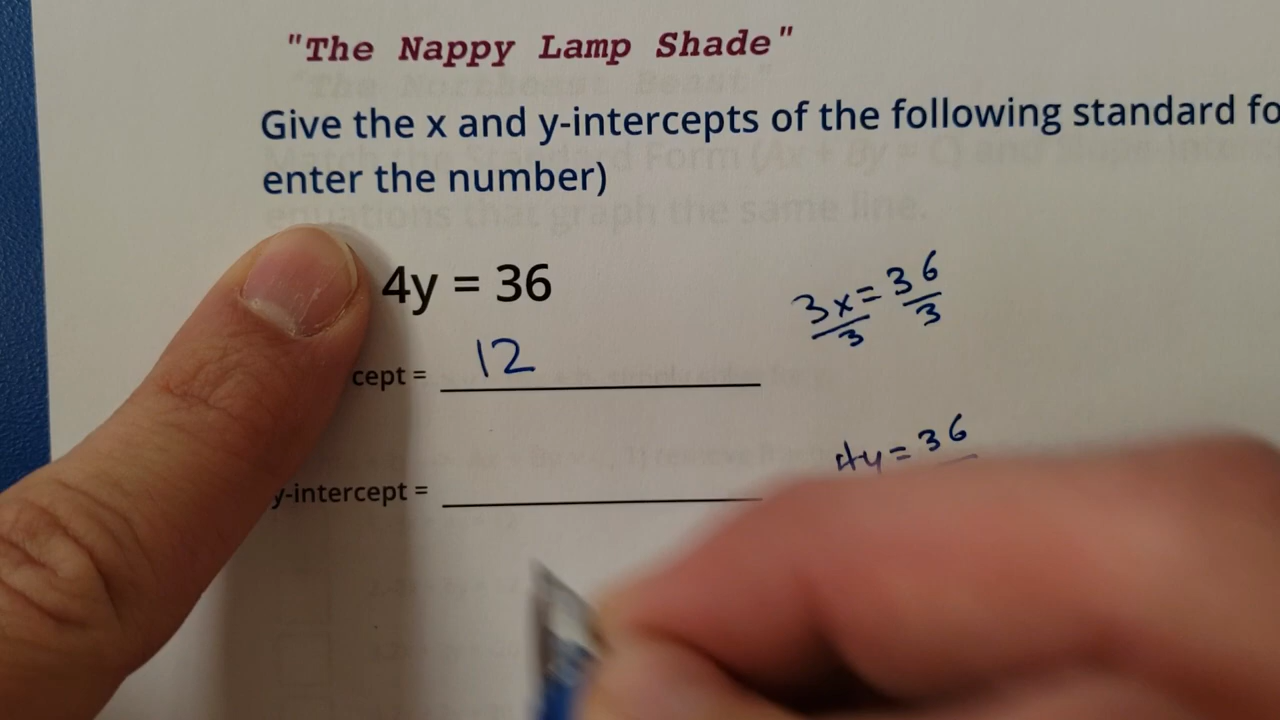 "The Nappy Lamp Shade"
Give the x and y-intercepts of the following standard fo
enter the number)
4y = 36
3x = 36
3 3
cept = 12
4y = 36
y-intercept =